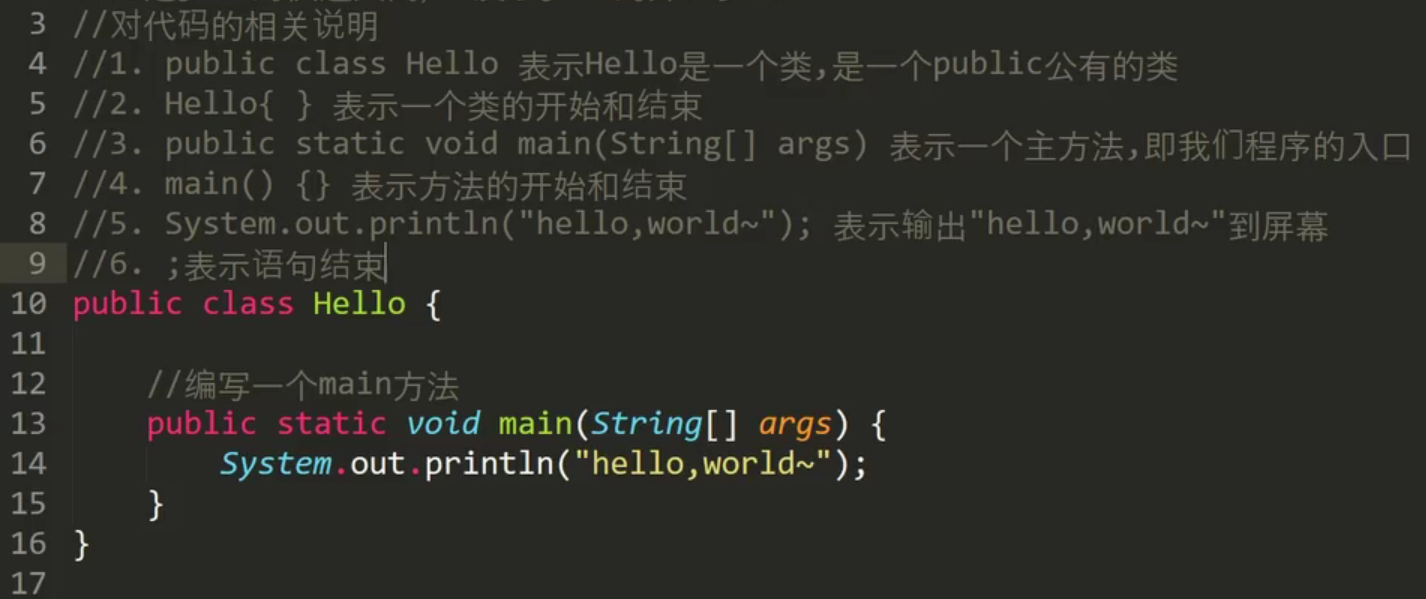 3 //对代码的相关说明
4 //1. public class Hello 表示Hello是一个类,是一个public公有的类
5 //2. Hello{ } 表示一个类的开始和结束
6 //3. public static void main(String[] args) 表示一个主方法,即我们程序的入口
7 //4. main() {} 表示方法的开始和结束
8 //5. System.out.println("hello,world~"); 表示输出"hello,world~"到屏幕
9 //6. ;表示语句结束
10 public class Hello {
11
12 //编写一个main方法
13 public static void main(String[] args) {
14 System.out.println("hello,world~");
15 }
16 }
17